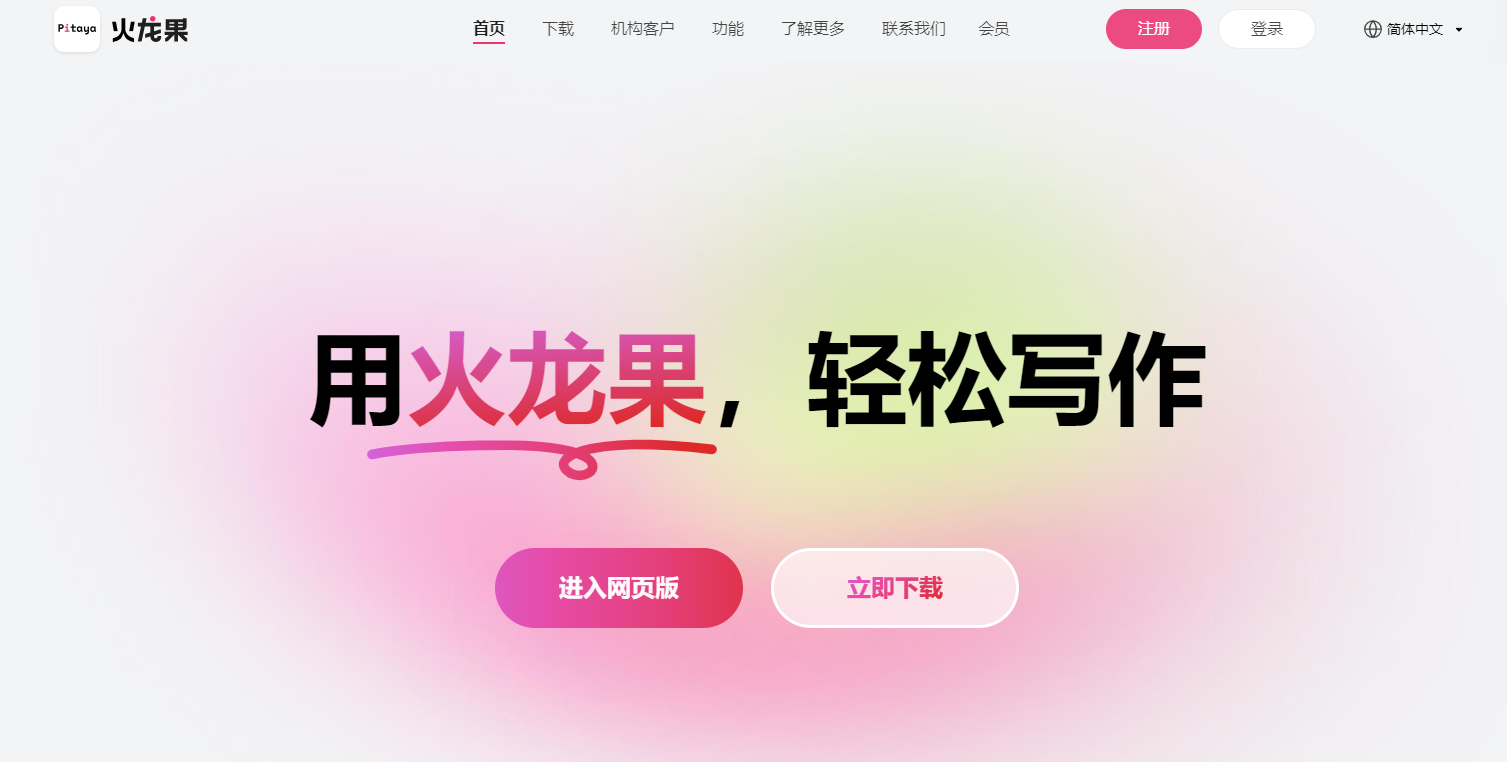 Pitaya 火龙果 首页 下载 机构客户 功能 了解更多 联系我们 会员 注册 登录 简体中文
用火龙果，轻松写作
进入网页版 立即下载